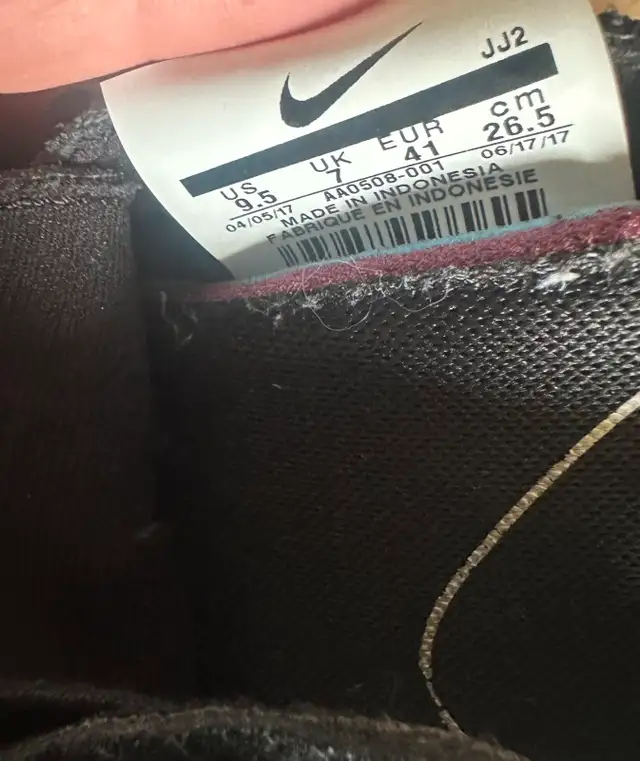 JJ2
US UK EUR cm
9.5 7 41 26.5
04/05/17 AA0508-001 06/17/17
MADE IN INDONESIA
FABRIQUE EN INDONESIE